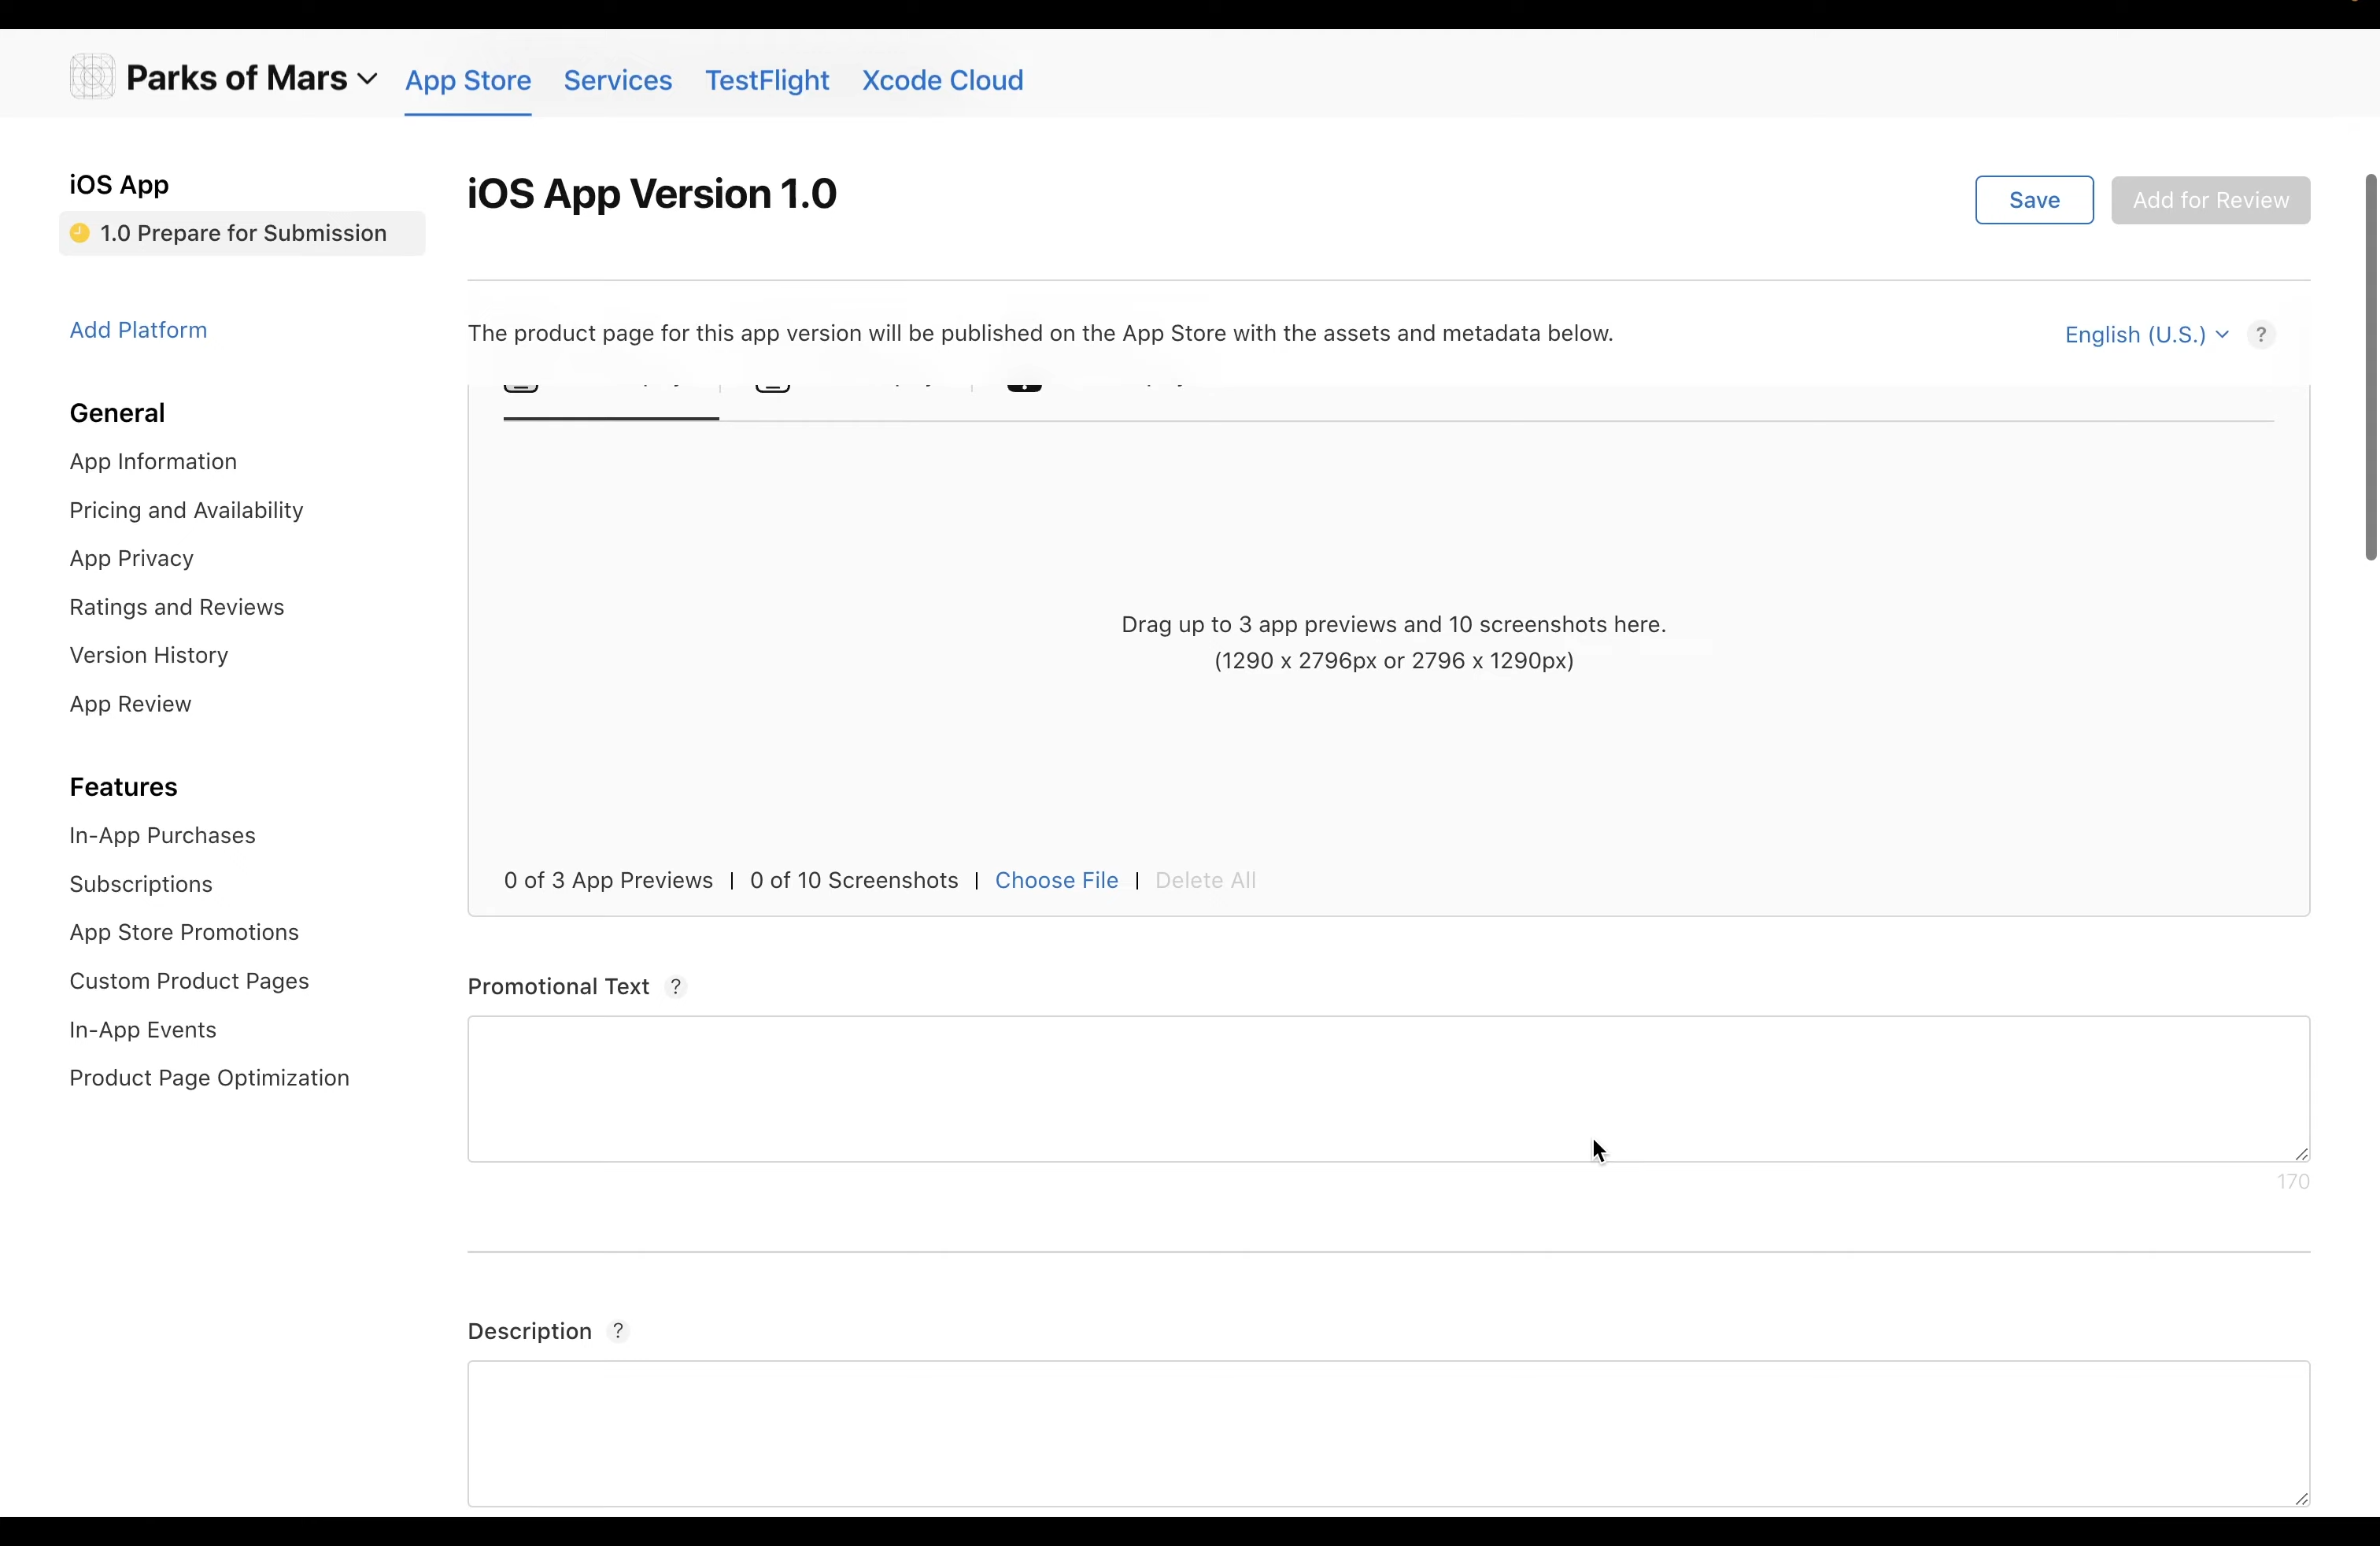 Parks of Mars
App Store
Services
TestFlight
Xcode Cloud
iOS App
1.0 Prepare for Submission
Add Platform
General
App Information
Pricing and Availability
App Privacy
Ratings and Reviews
Version History
App Review
Features
In-App Purchases
Subscriptions
App Store Promotions
Custom Product Pages
In-App Events
Product Page Optimization
iOS App Version 1.0
Save
Add for Review
The product page for this app version will be published on the App Store with the assets and metadata below.
English (U.S.)
?
Drag up to 3 app previews and 10 screenshots here.
(1290 x 2796px or 2796 x 1290px)
0 of 3 App Previews | 0 of 10 Screenshots | Choose File | Delete All
Promotional Text ?
170
Description ?